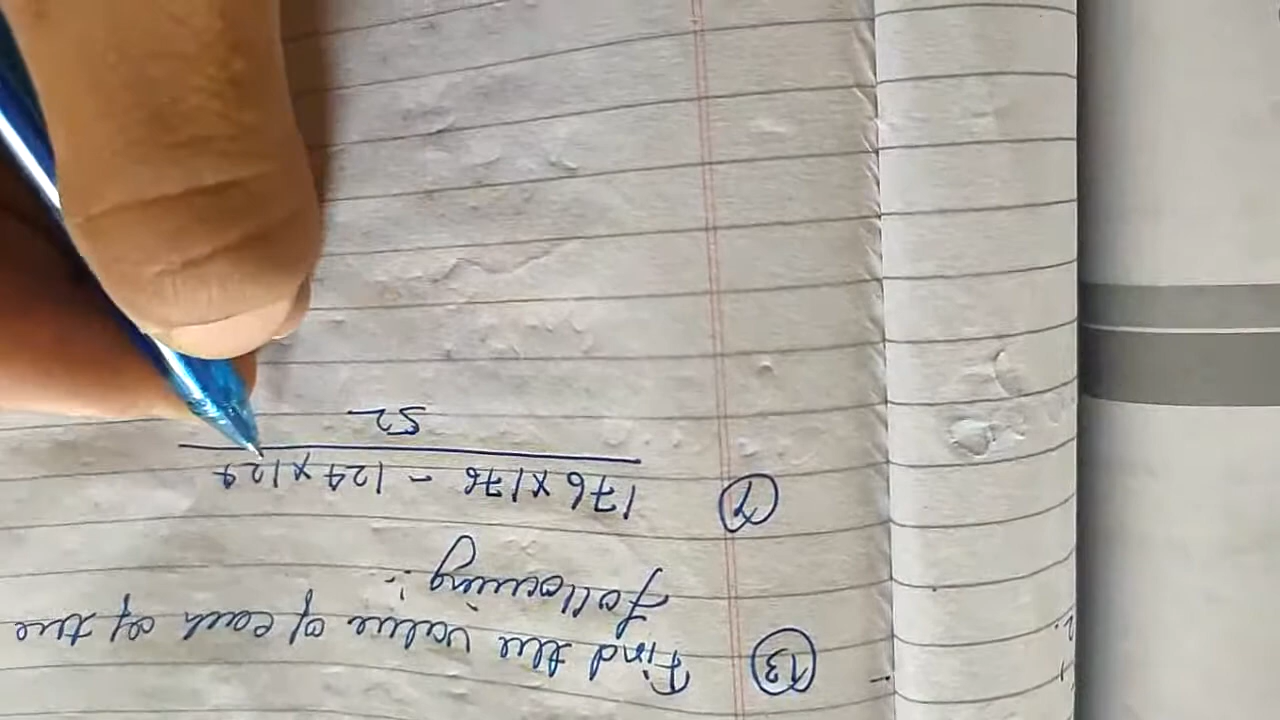 13 Find the value of each of the
following:
176×176 - 124×124
52